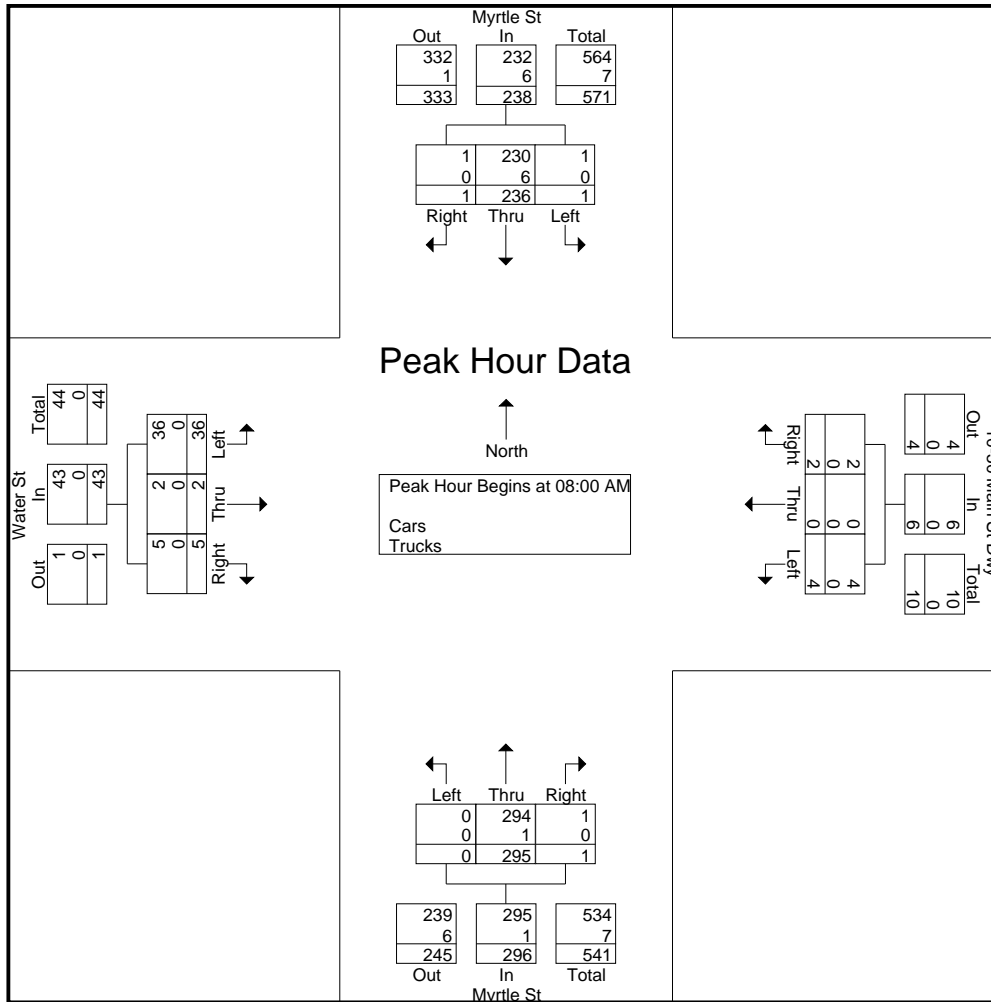 Myrtle St
Out In Total
332 232 564
1 6 7
333 238 571
1 230 1
0 6 0
1 236 1
Right Thru Left
Peak Hour Data
North
Peak Hour Begins at 08:00 AM
Cars
Trucks
Water St
Total In Out
44 43 1
0 0 0
44 43 1
36 2 5
0 0 0
36 2 5
Left Thru Right
Right Thru Left
2 0 4
0 0 0
2 0 4
Out In Total
4 6 10
0 0 0
4 6 10
Main St Dwy
Left Thru Right
0 294 1
0 1 0
0 295 1
239 295 534
6 1 7
245 296 541
Out In Total
Myrtle St